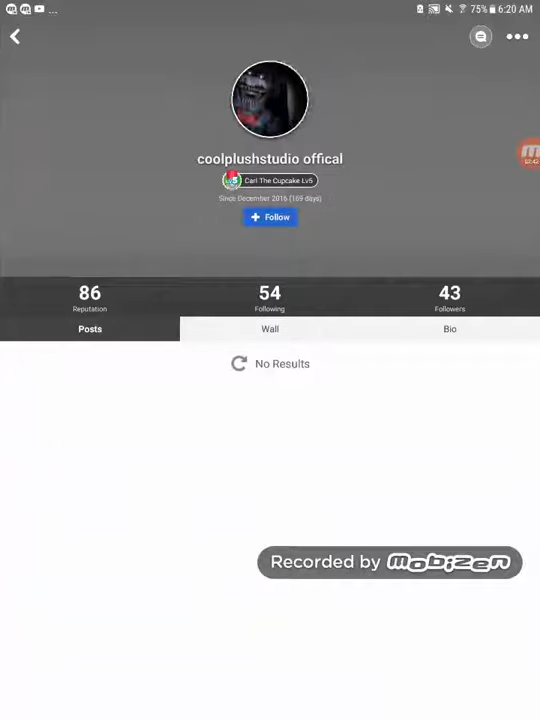 ... 75% 6:20 AM
coolplushstudio offical
Lv5 Carl The Cupcake Lv5
Since December 2016 (169 days)
+ Follow
86 54 43
Reputation Following Followers
Posts Wall Bio
No Results
Recorded by mobizen